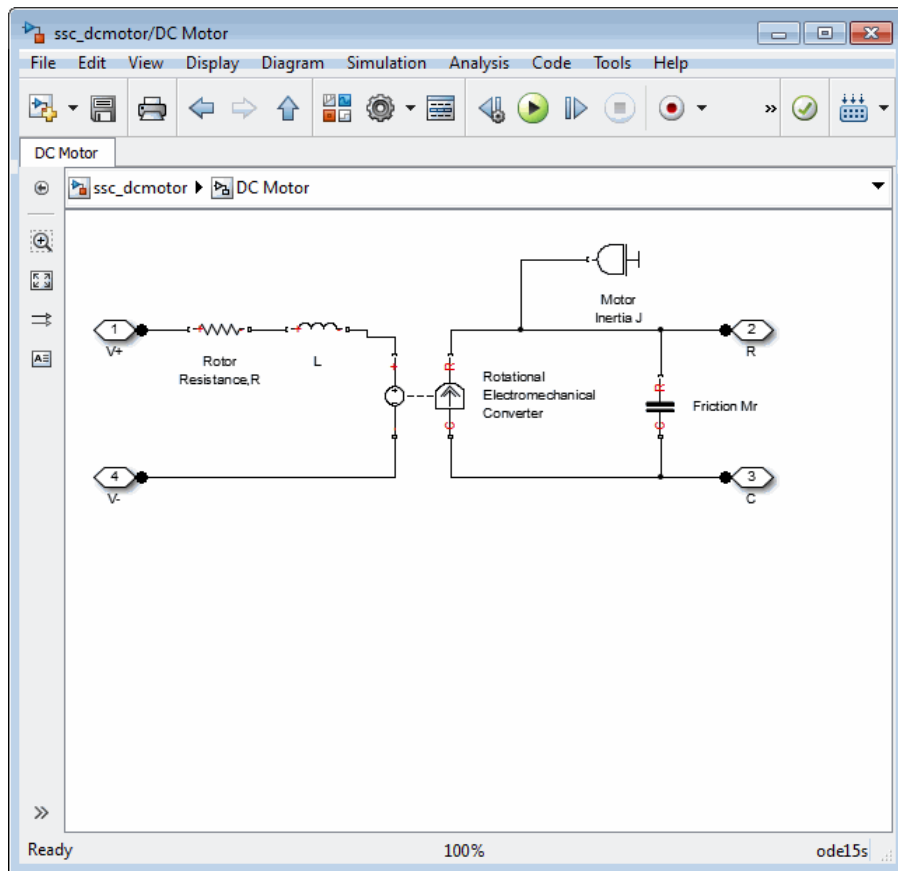 ssc_dcmotor/DC Motor
File Edit View Display Diagram Simulation Analysis Code Tools Help
»
DC Motor
ssc_dcmotor DC Motor
A
Motor
Inertia J
1
V+
Rotor
Resistance,R
L
+
R
C
Rotational
Electromechanical
Converter
2
R
R
C
Friction Mr
4
V-
3
C
»
Ready 100% ode15s